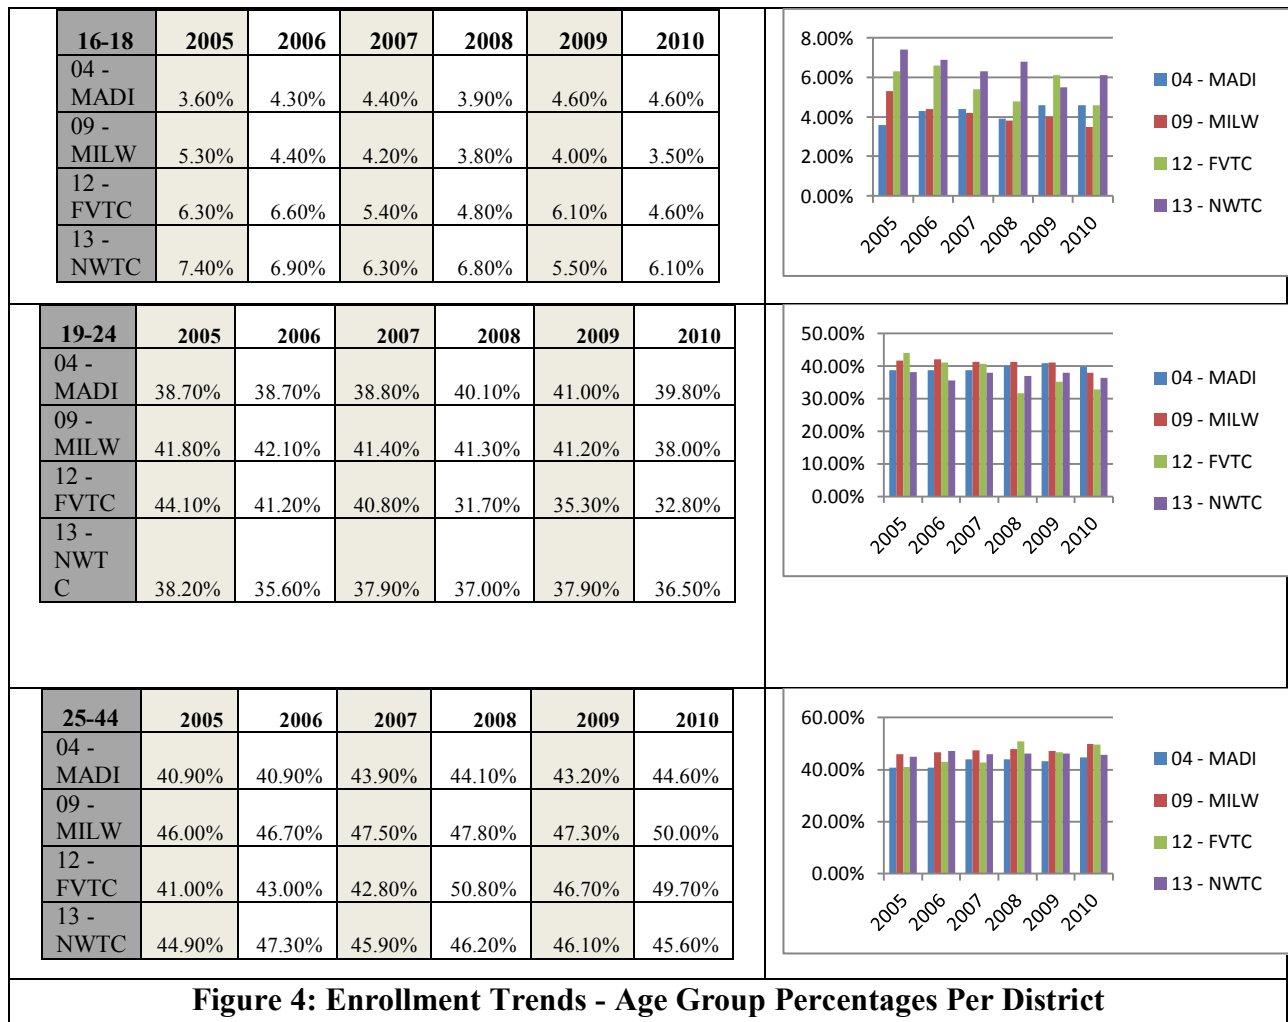 16-18 2005 2006 2007 2008 2009 2010
04 -
MADI 3.60% 4.30% 4.40% 3.90% 4.60% 4.60%
09 -
MILW 5.30% 4.40% 4.20% 3.80% 4.00% 3.50%
12 -
FVTC 6.30% 6.60% 5.40% 4.80% 6.10% 4.60%
13 -
NWTC 7.40% 6.90% 6.30% 6.80% 5.50% 6.10%
8.00%
6.00%
4.00%
2.00%
0.00%
2005 2006 2007 2008 2009 2010
04 - MADI
09 - MILW
12 - FVTC
13 - NWTC
19-24 2005 2006 2007 2008 2009 2010
04 -
MADI 38.70% 38.70% 38.80% 40.10% 41.00% 39.80%
09 -
MILW 41.80% 42.10% 41.40% 41.30% 41.20% 38.00%
12 -
FVTC 44.10% 41.20% 40.80% 31.70% 35.30% 32.80%
13 -
NWT
C 38.20% 35.60% 37.90% 37.00% 37.90% 36.50%
50.00%
40.00%
30.00%
20.00%
10.00%
0.00%
2005 2006 2007 2008 2009 2010
04 - MADI
09 - MILW
12 - FVTC
13 - NWTC
25-44 2005 2006 2007 2008 2009 2010
04 -
MADI 40.90% 40.90% 43.90% 44.10% 43.20% 44.60%
09 -
MILW 46.00% 46.70% 47.50% 47.80% 47.30% 50.00%
12 -
FVTC 41.00% 43.00% 42.80% 50.80% 46.70% 49.70%
13 -
NWTC 44.90% 47.30% 45.90% 46.20% 46.10% 45.60%
60.00%
40.00%
20.00%
0.00%
2005 2006 2007 2008 2009 2010
04 - MADI
09 - MILW
12 - FVTC
13 - NWTC
Figure 4: Enrollment Trends - Age Group Percentages Per District